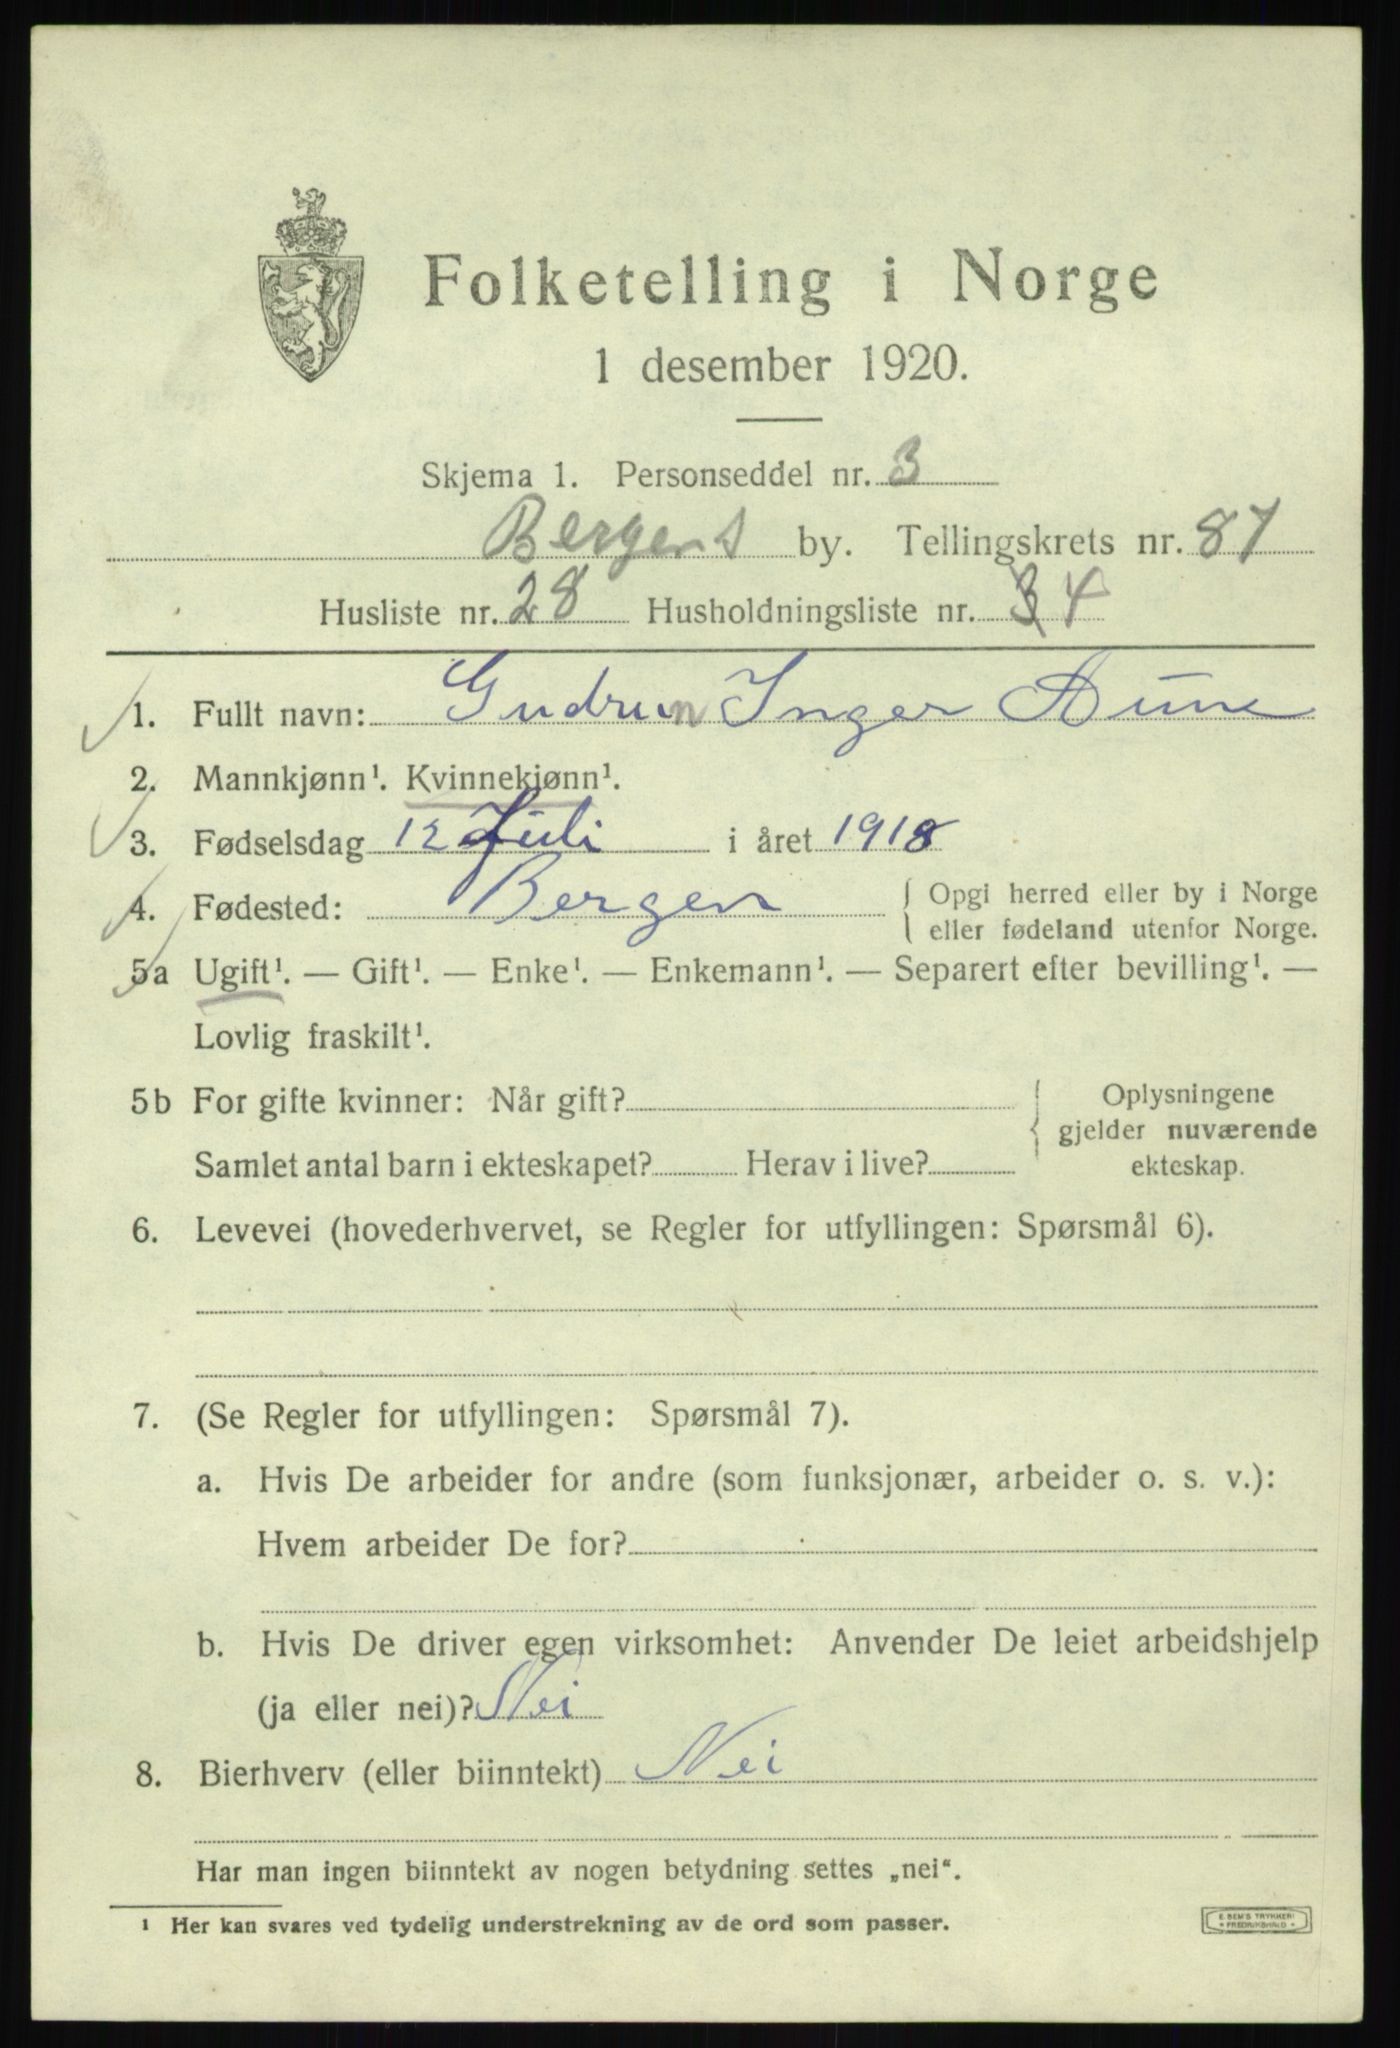 Folketelling i Norge
1 desember 1920.
Skjema 1. Personseddel nr. 3
Bergens by. Tellingskrets nr. 87
Husliste nr. 28 Husholdningsliste nr. 3 4
1. Fullt navn: Gudrun Inger Aune
2. Mannkjønn¹. Kvinnekjønn¹.
3. Fødselsdag 12 Juli i året 1918
4. Fødested: Bergen { Opgi herred eller by i Norge
eller fødeland utenfor Norge.
5a Ugift¹. — Gift¹. — Enke¹. — Enkemann¹. — Separert efter bevilling¹. —
Lovlig fraskilt¹.
5b For gifte kvinner: Når gift? { Oplysningene
gjelder nuværende
Samlet antal barn i ekteskapet? Herav i live? ekteskap.
6. Levevei (hovederhvervet, se Regler for utfyllingen: Spørsmål 6).
7. (Se Regler for utfyllingen: Spørsmål 7).
a. Hvis De arbeider for andre (som funksjonær, arbeider o. s. v.):
Hvem arbeider De for?
b. Hvis De driver egen virksomhet: Anvender De leiet arbeidshjelp
(ja eller nei)? Nei
8. Bierhverv (eller biinntekt) Nei
Har man ingen biinntekt av nogen betydning settes „nei“.
¹ Her kan svares ved tydelig understrekning av de ord som passer.
E. SEM'S TRYKKERI
FREDRIKSHALD